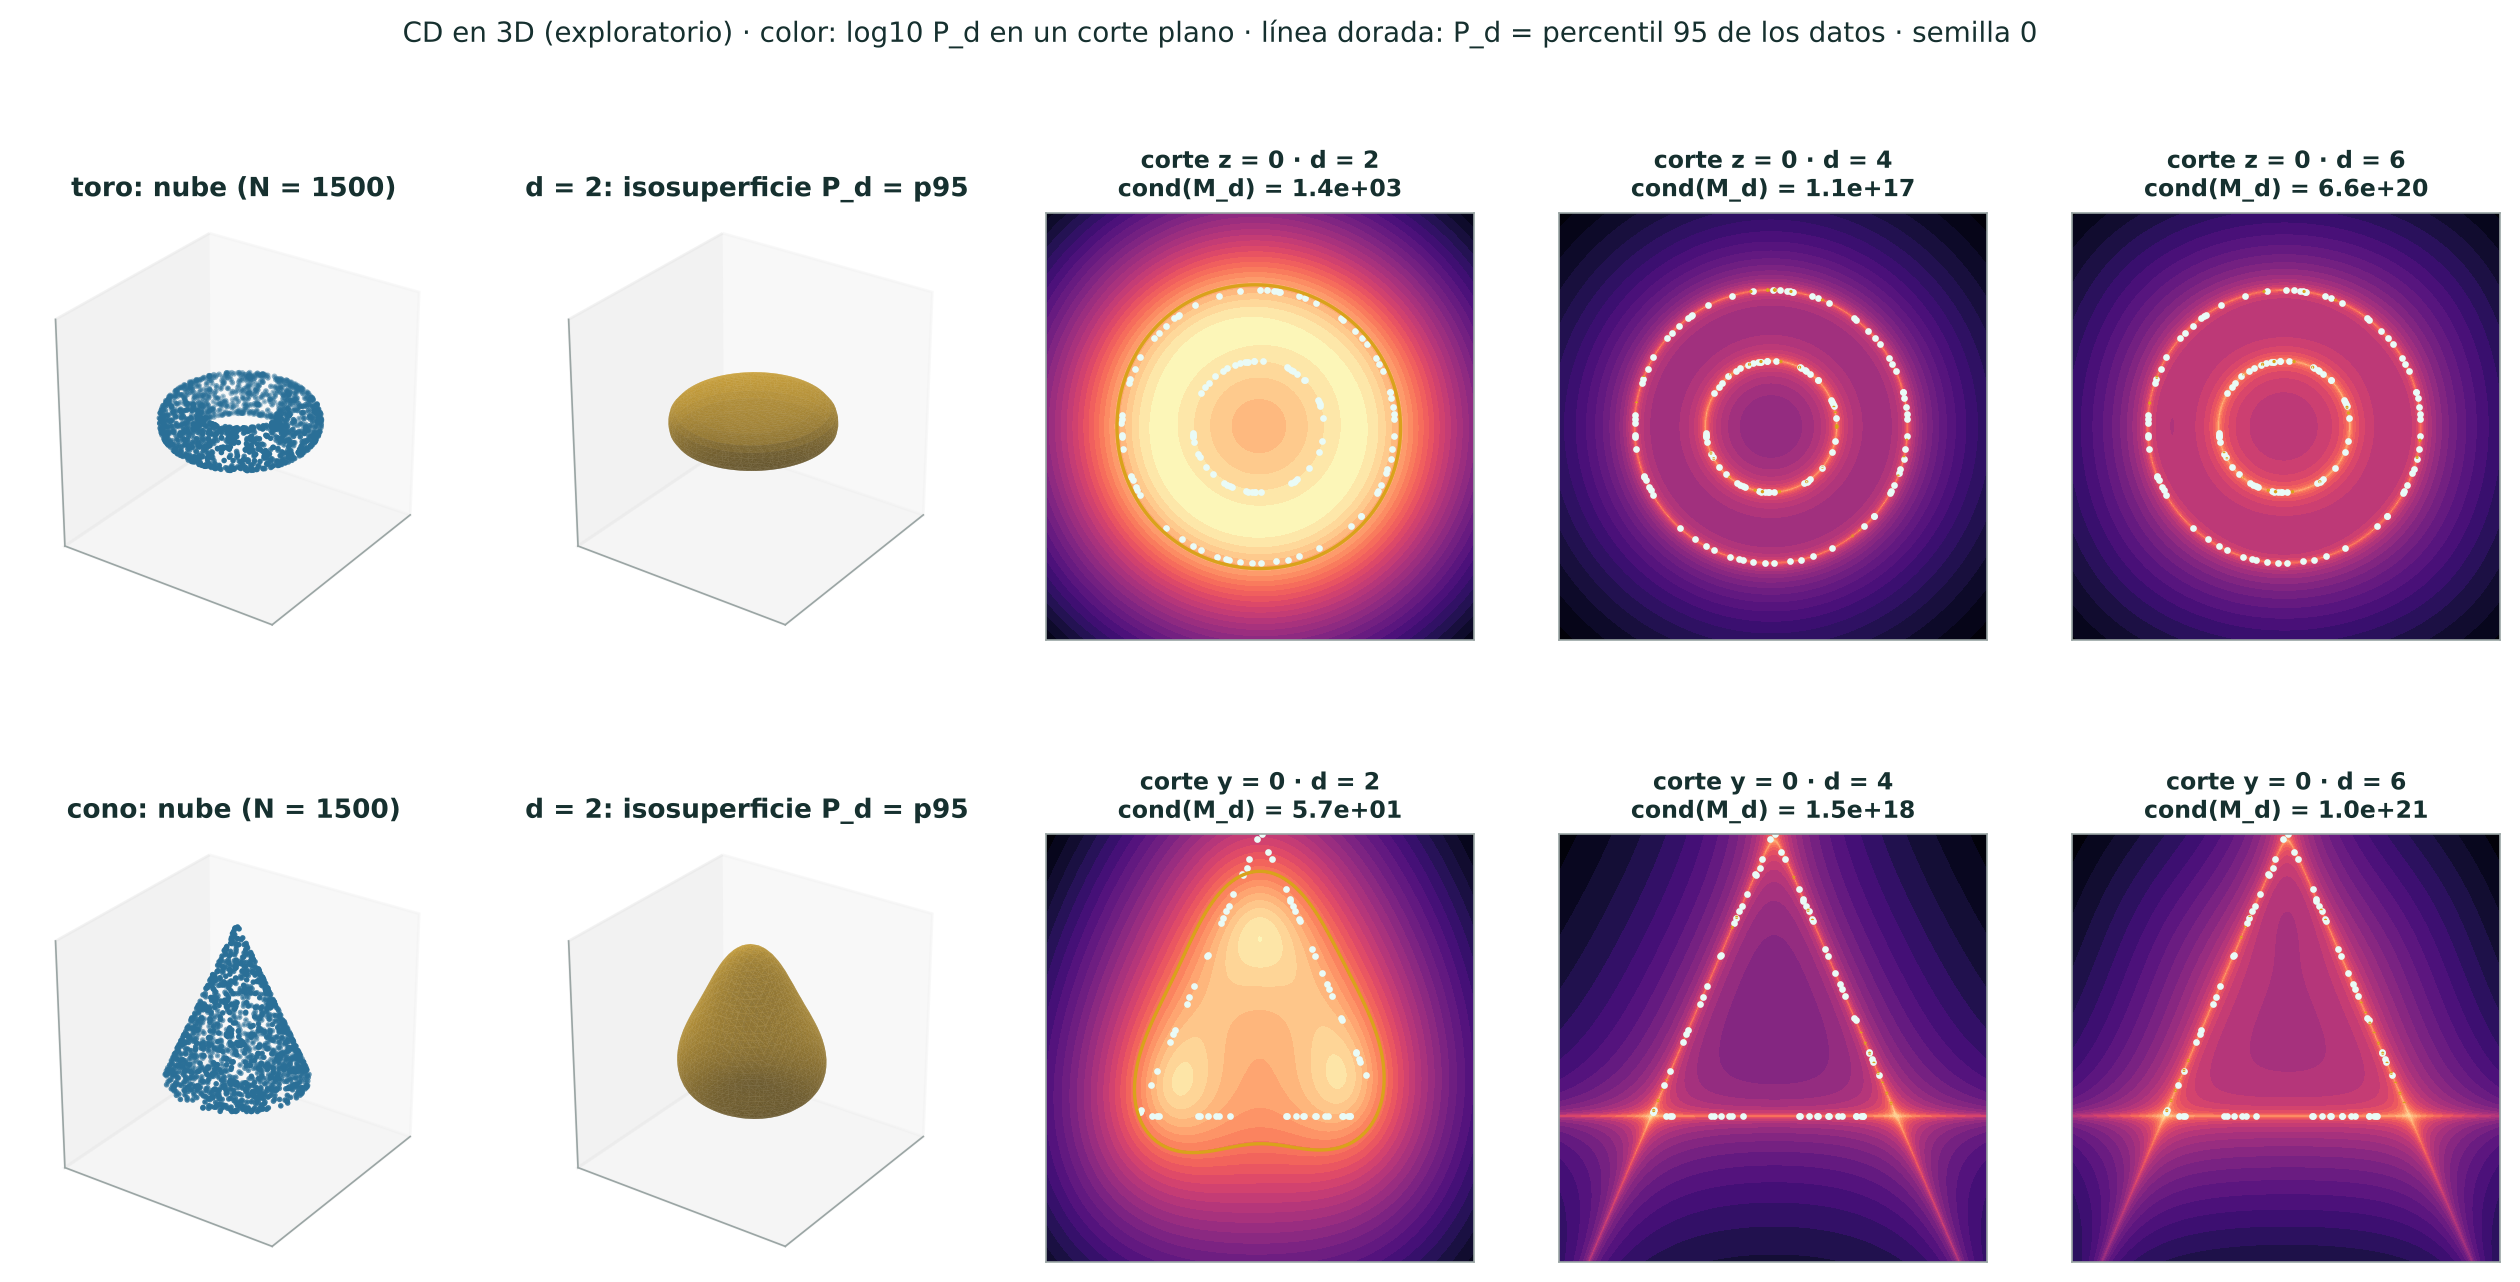 CD en 3D (exploratorio) · color: log10 P_d en un corte plano · línea dorada: P_d = percentil 95 de los datos · semilla 0
toro: nube (N = 1500)
d = 2: isosuperficie P_d = p95
corte z = 0 · d = 2
cond(M_d) = 1.4e+03
corte z = 0 · d = 4
cond(M_d) = 1.1e+17
corte z = 0 · d = 6
cond(M_d) = 6.6e+20
cono: nube (N = 1500)
d = 2: isosuperficie P_d = p95
corte y = 0 · d = 2
cond(M_d) = 5.7e+01
corte y = 0 · d = 4
cond(M_d) = 1.5e+18
corte y = 0 · d = 6
cond(M_d) = 1.0e+21